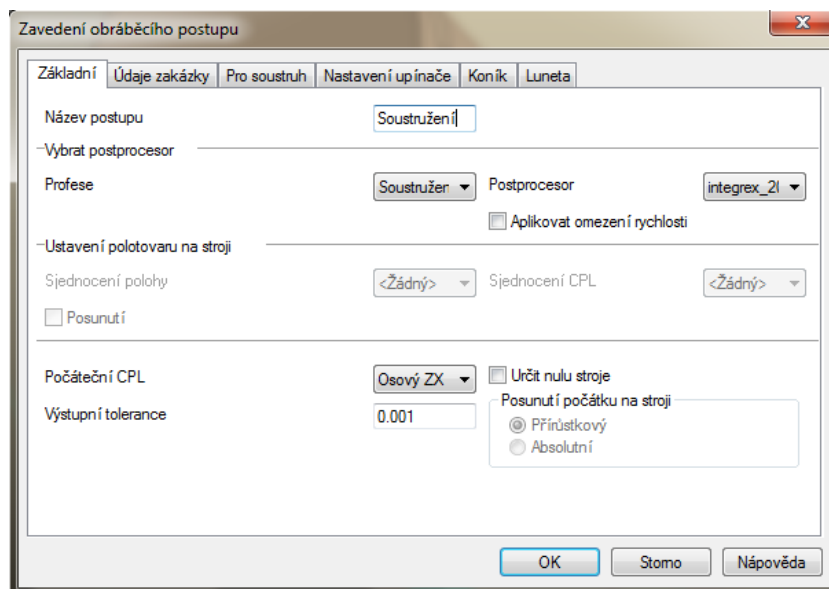 Zavedení obráběcího postupu
Základní Údaje zakázky Pro soustruh Nastavení upínače Koník Luneta
Název postupu Soustružení
Vybrat postprocesor
Profese Soustružen Postprocesor integrex_20
Aplikovat omezení rychlosti
Ustavení polotovaru na stroji
Sjednocení polohy <Žádný> Sjednocení CPL <Žádný>
Posunutí
Počáteční CPL Osový ZX Určit nulu stroje
Výstupní tolerance 0.001 Posunutí počátku na stroji
Přírůstkový
Absolutní
OK Storno Nápověda